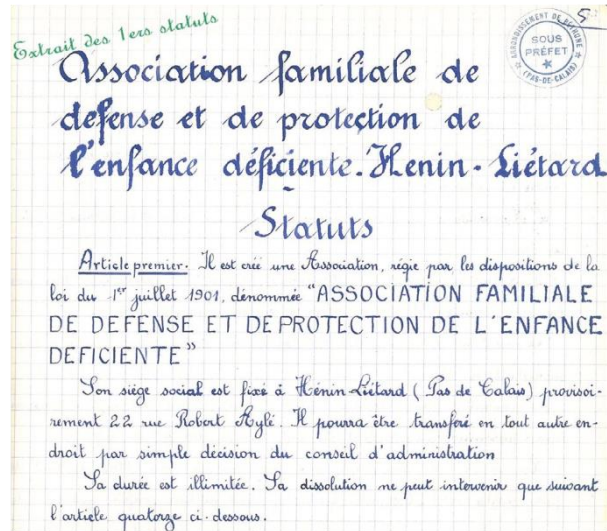 Extrait des 1ers statuts
5
ARRONDISSEMENT DE BÉTHUNE
SOUS
PRÉFET
(PAS-DE-CALAIS)
Association familiale de
défense et de protection de
l'enfance déficiente. Henin-Liétard
Statuts
Article premier. Il est créé une Association, régie par les dispositions de la
loi du 1er juillet 1901, dénommée "ASSOCIATION FAMILIALE
DE DEFENSE ET DE PROTECTION DE L'ENFANCE
DEFICIENTE"
Son siège social est fixé à Hénin-Liétard (Pas de Calais) provisoi-
rement 22 rue Robert Aylé. Il pourra être transféré en tout autre en-
droit par simple décision du conseil d'administration
Sa durée est illimitée. Sa dissolution ne peut intervenir que suivant
l'article quatorze ci-dessous.